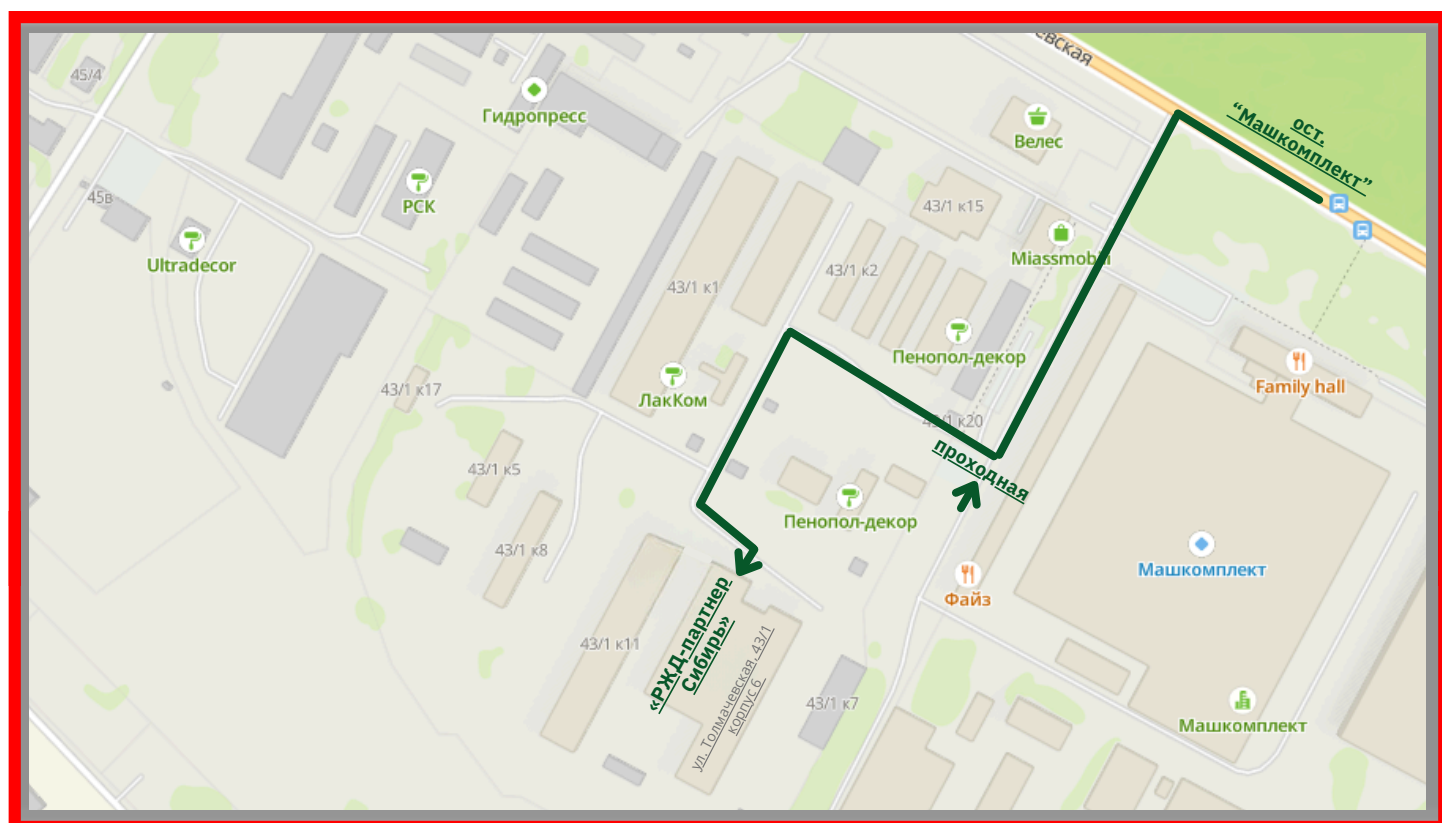 евская
45/4
Гидропресс
"Машкомплект"
ост.
Велес
РСК
45в
43/1 к15
Ultradecor
Miassmobil
43/1 к2
43/1 к1
Пенопол-декор
43/1 к17
ЛакКом
Family hall
43/1 к20
проходная
43/1 к5
Пенопол-декор
43/1 к8
Машкомплект
Файз
43/1 к11
«РЖД-партнер
Сибирь»
ул. Толмачевская, 43/1
корпус 6
43/1 к7
Машкомплект